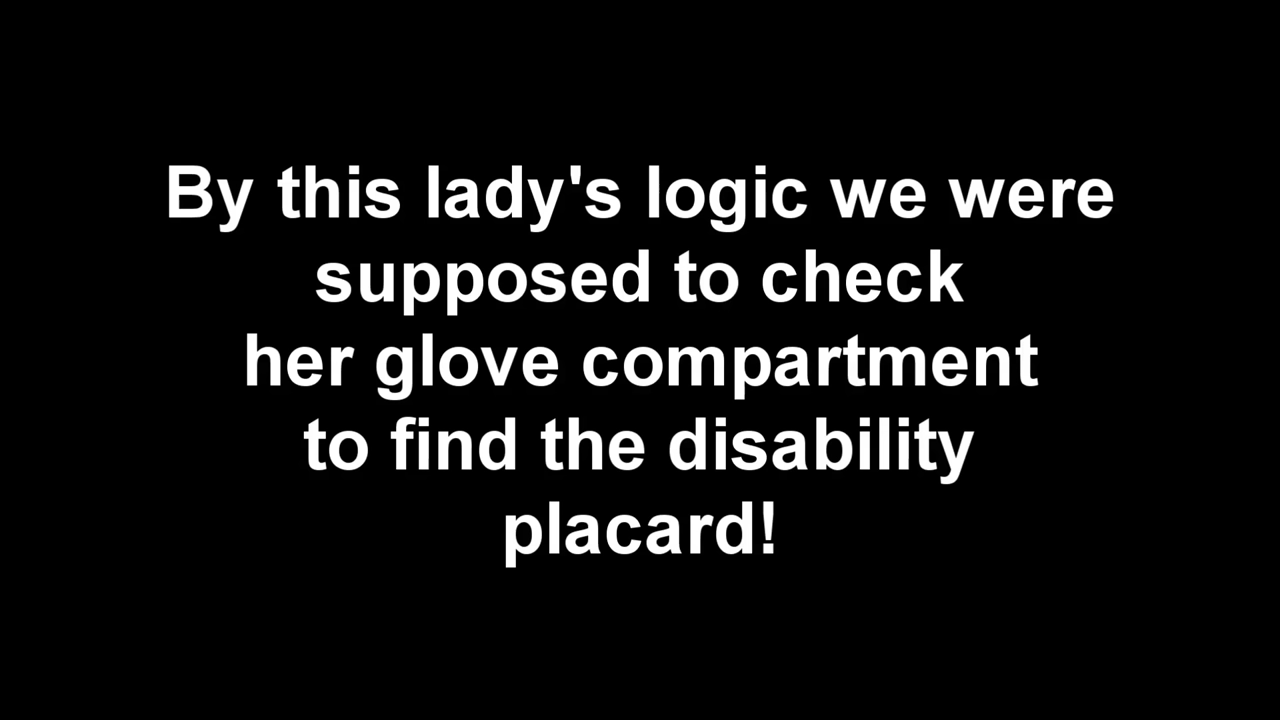 By this lady's logic we were
supposed to check
her glove compartment
to find the disability
placard!